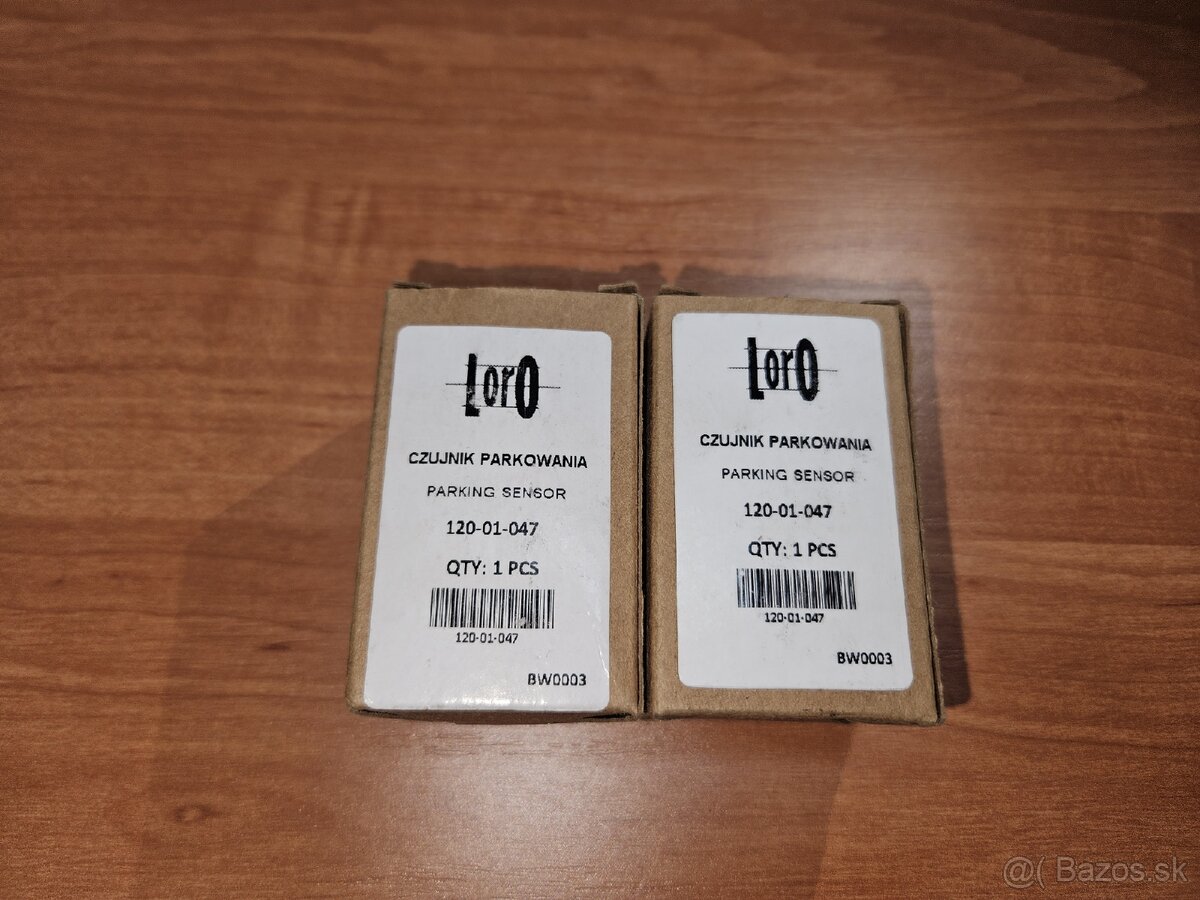 LorO
CZUJNIK PARKOWANIA
PARKING SENSOR
120-01-047
QTY: 1 PCS
120-01-047
BW0003
LorO
CZUJNIK PARKOWANIA
PARKING SENSOR
120-01-047
QTY: 1 PCS
120-01-047
BW0003
@( Bazos.sk